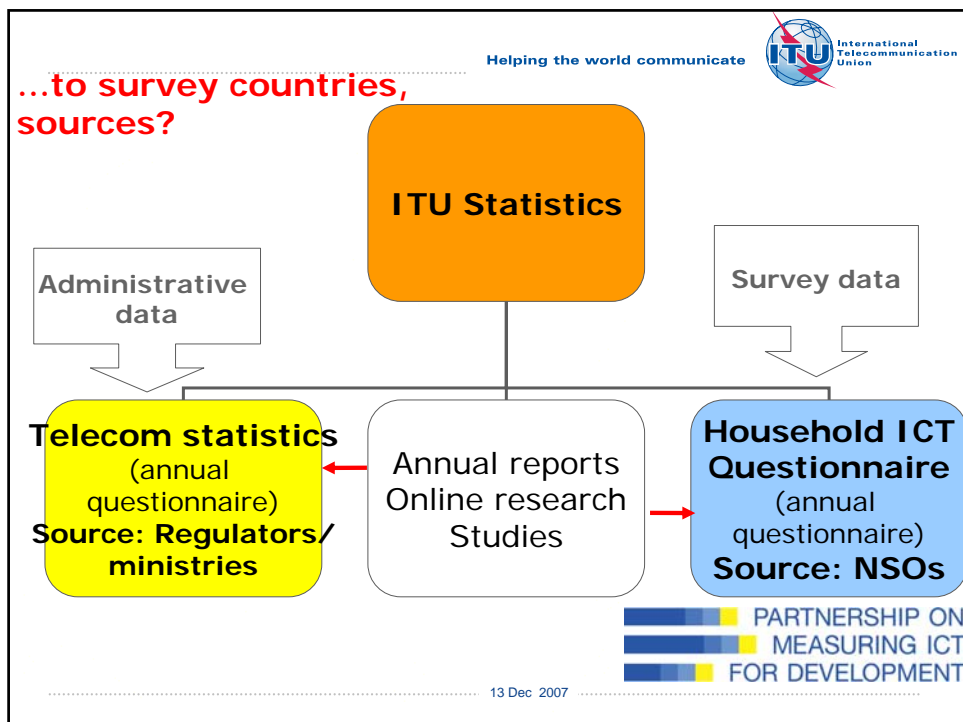 Helping the world communicate
ITU
International
Telecommunication
Union
...to survey countries,
sources?
ITU Statistics
Administrative
data
Survey data
Telecom statistics
(annual
questionnaire)
Source: Regulators/
ministries
Annual reports
Online research
Studies
Household ICT
Questionnaire
(annual
questionnaire)
Source: NSOs
PARTNERSHIP ON
MEASURING ICT
FOR DEVELOPMENT
13 Dec 2007